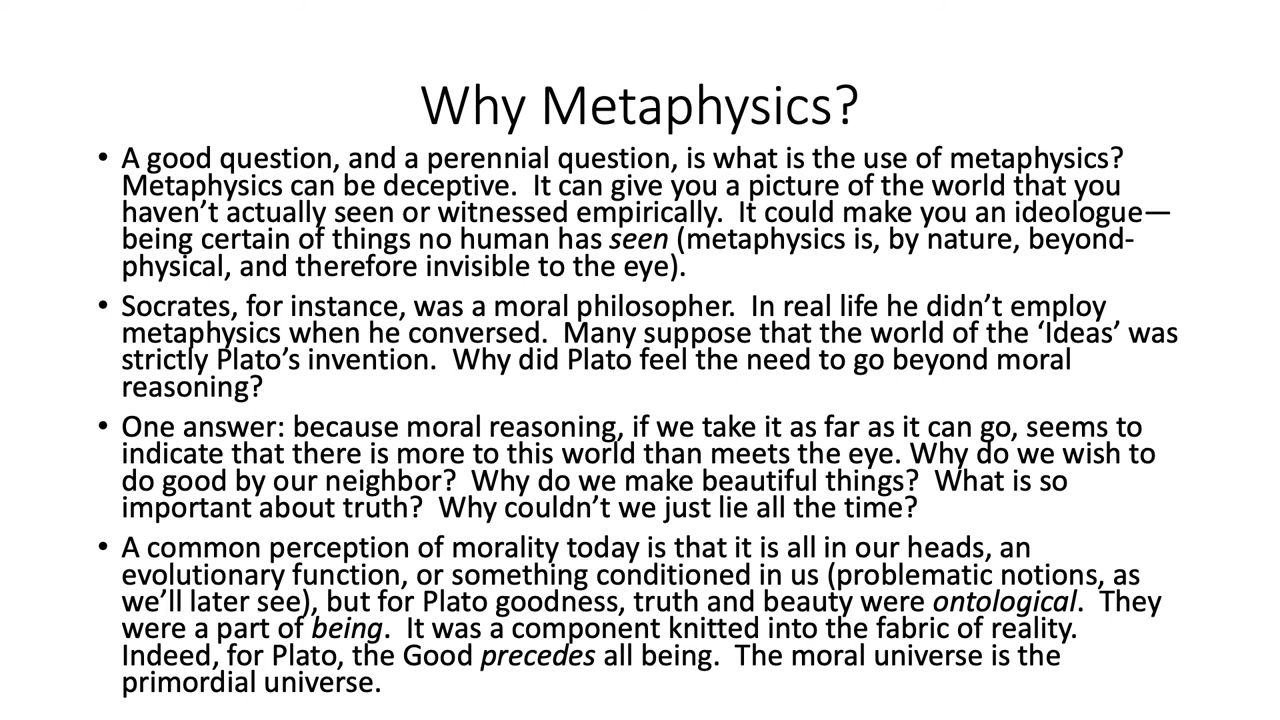 Why Metaphysics?
• A good question, and a perennial question, is what is the use of metaphysics?
Metaphysics can be deceptive.  It can give you a picture of the world that you
haven’t actually seen or witnessed empirically.  It could make you an ideologue—
being certain of things no human has seen (metaphysics is, by nature, beyond-
physical, and therefore invisible to the eye).
• Socrates, for instance, was a moral philosopher.  In real life he didn’t employ
metaphysics when he conversed.  Many suppose that the world of the ‘Ideas’ was
strictly Plato’s invention.  Why did Plato feel the need to go beyond moral
reasoning?
• One answer: because moral reasoning, if we take it as far as it can go, seems to
indicate that there is more to this world than meets the eye. Why do we wish to
do good by our neighbor?  Why do we make beautiful things?  What is so
important about truth?  Why couldn’t we just lie all the time?
• A common perception of morality today is that it is all in our heads, an
evolutionary function, or something conditioned in us (problematic notions, as
we’ll later see), but for Plato goodness, truth and beauty were ontological.  They
were a part of being.  It was a component knitted into the fabric of reality.
Indeed, for Plato, the Good precedes all being.  The moral universe is the
primordial universe.